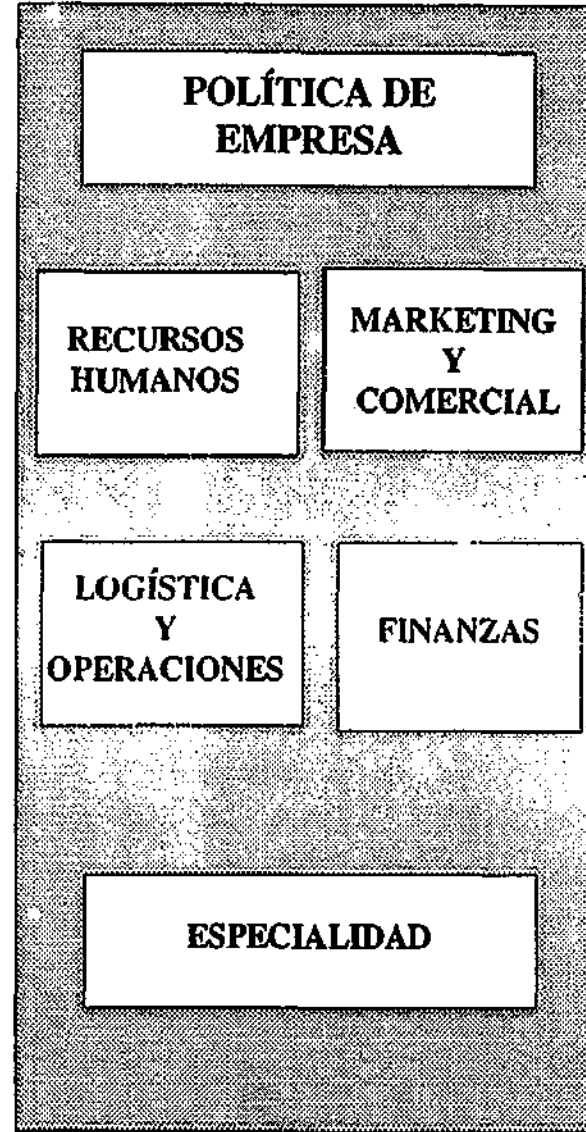 POLÍTICA DE
EMPRESA
RECURSOS
HUMANOS
MARKETING
Y
COMERCIAL
LOGÍSTICA
Y
OPERACIONES
FINANZAS
ESPECIALIDAD